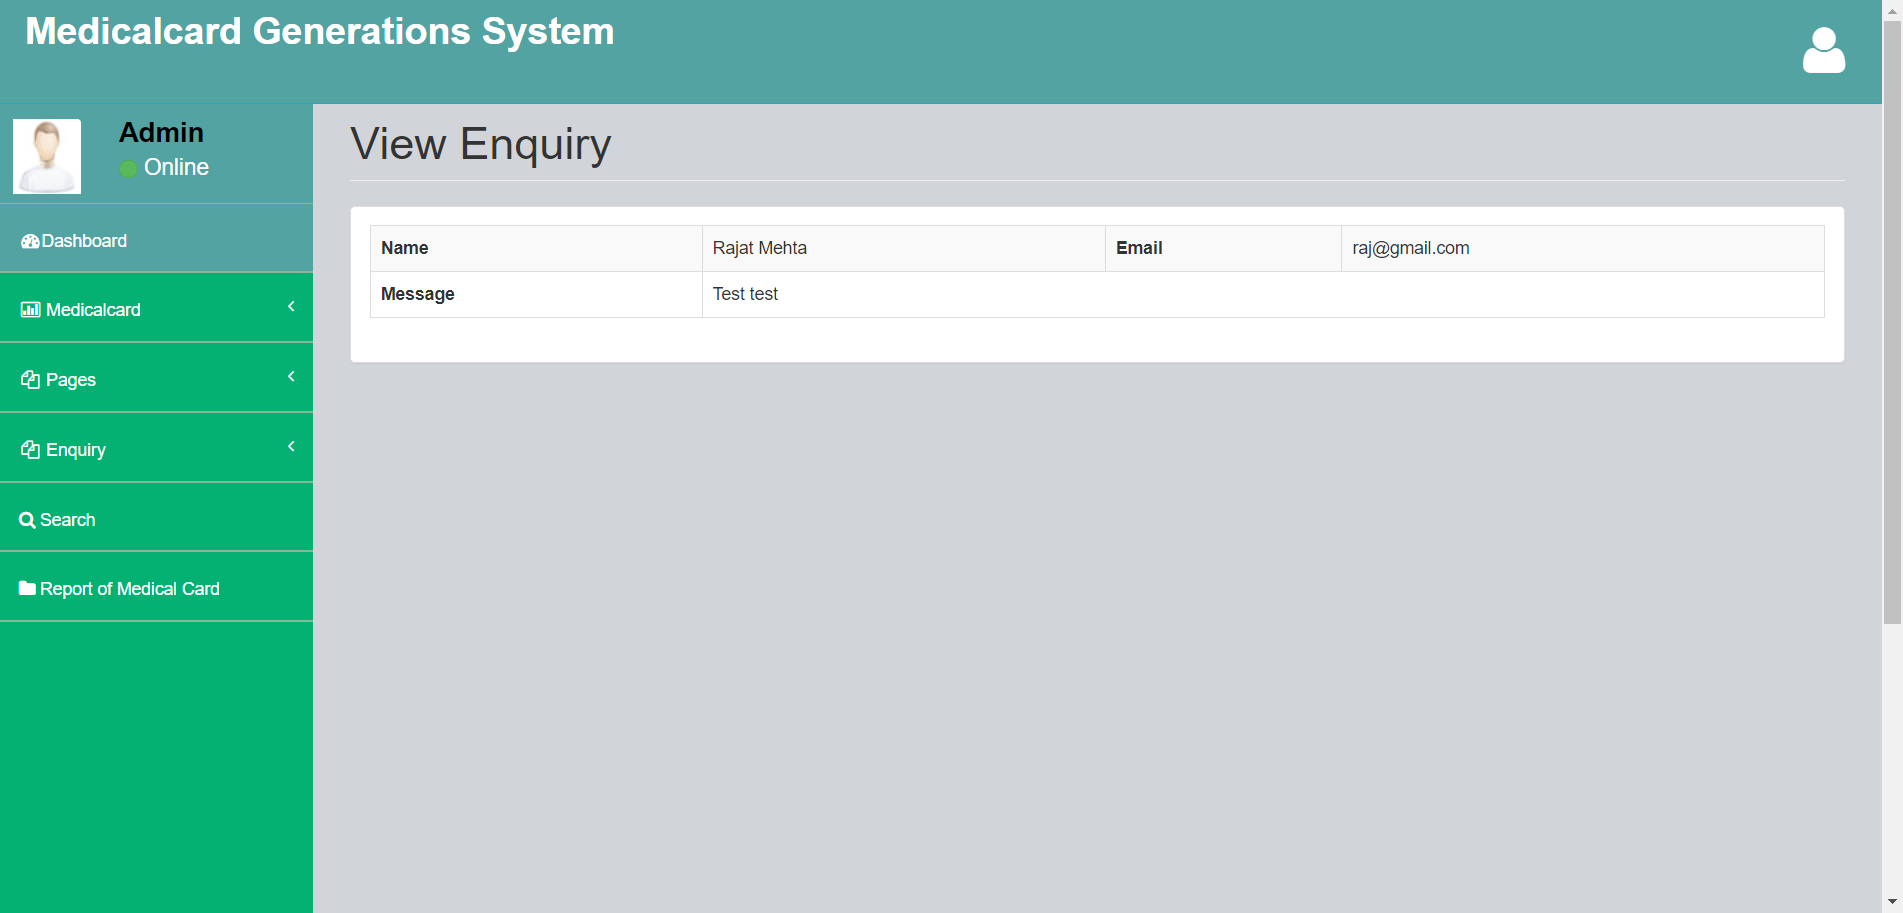 Medicalcard Generations System
Admin
Online
Dashboard
Medicalcard
Pages
Enquiry
Search
Report of Medical Card
View Enquiry
Name Rajat Mehta Email raj@gmail.com
Message Test test